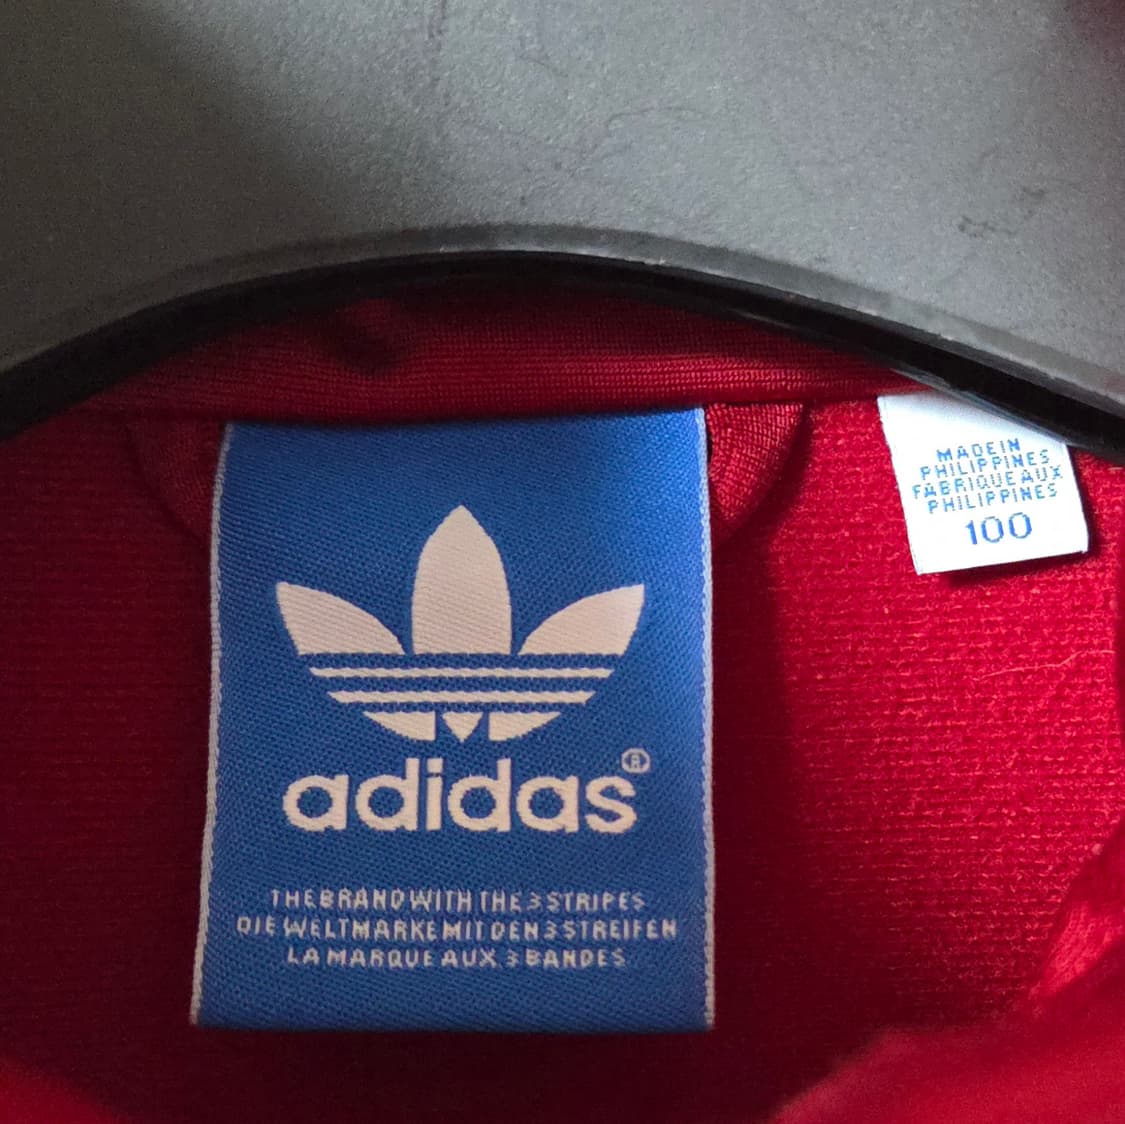 adidas®
THE BRAND WITH THE 3 STRIPES
DIE WELTMARKE MIT DEN 3 STREIFEN
LA MARQUE AUX 3 BANDES
MADE IN
PHILIPPINES
FABRIQUE AUX
PHILIPPINES
100